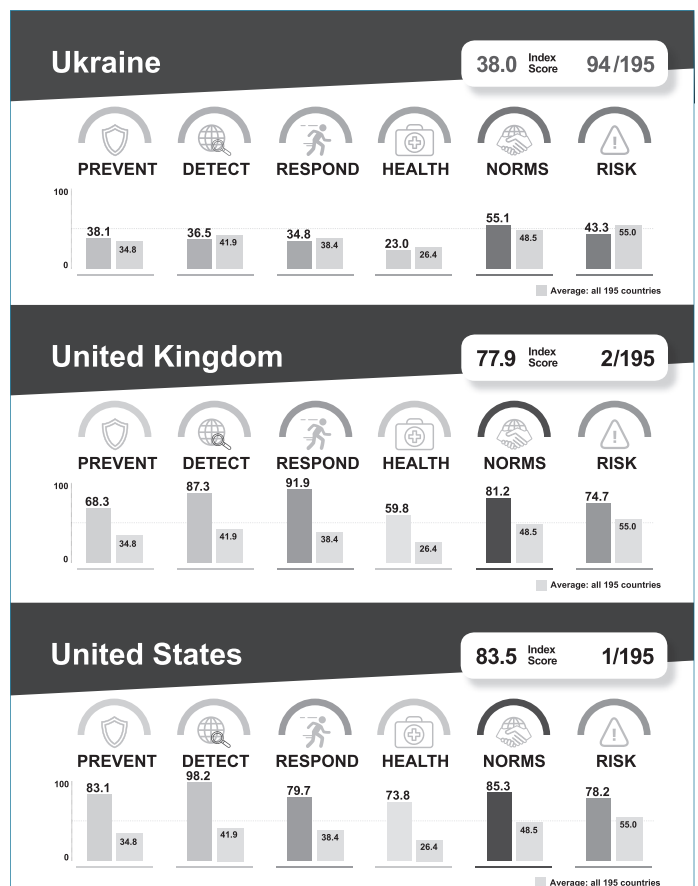 Ukraine
38.0 Index Score 94/195
PREVENT DETECT RESPOND HEALTH NORMS RISK
100
38.1 34.8 36.5 41.9 34.8 38.4 23.0 26.4 55.1 48.5 43.3 55.0
0
Average: all 195 countries
United Kingdom
77.9 Index Score 2/195
PREVENT DETECT RESPOND HEALTH NORMS RISK
100
68.3 34.8 87.3 41.9 91.9 38.4 59.8 26.4 81.2 48.5 74.7 55.0
0
Average: all 195 countries
United States
83.5 Index Score 1/195
PREVENT DETECT RESPOND HEALTH NORMS RISK
100
83.1 34.8 98.2 41.9 79.7 38.4 73.8 26.4 85.3 48.5 78.2 55.0
0
Average: all 195 countries